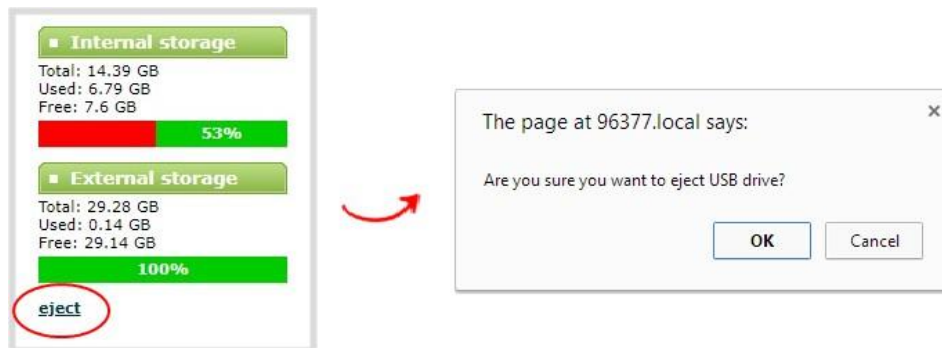 Internal storage
Total: 14.39 GB
Used: 6.79 GB
Free: 7.6 GB
53%
External storage
Total: 29.28 GB
Used: 0.14 GB
Free: 29.14 GB
100%
eject
The page at 96377.local says:
Are you sure you want to eject USB drive?
OK
Cancel